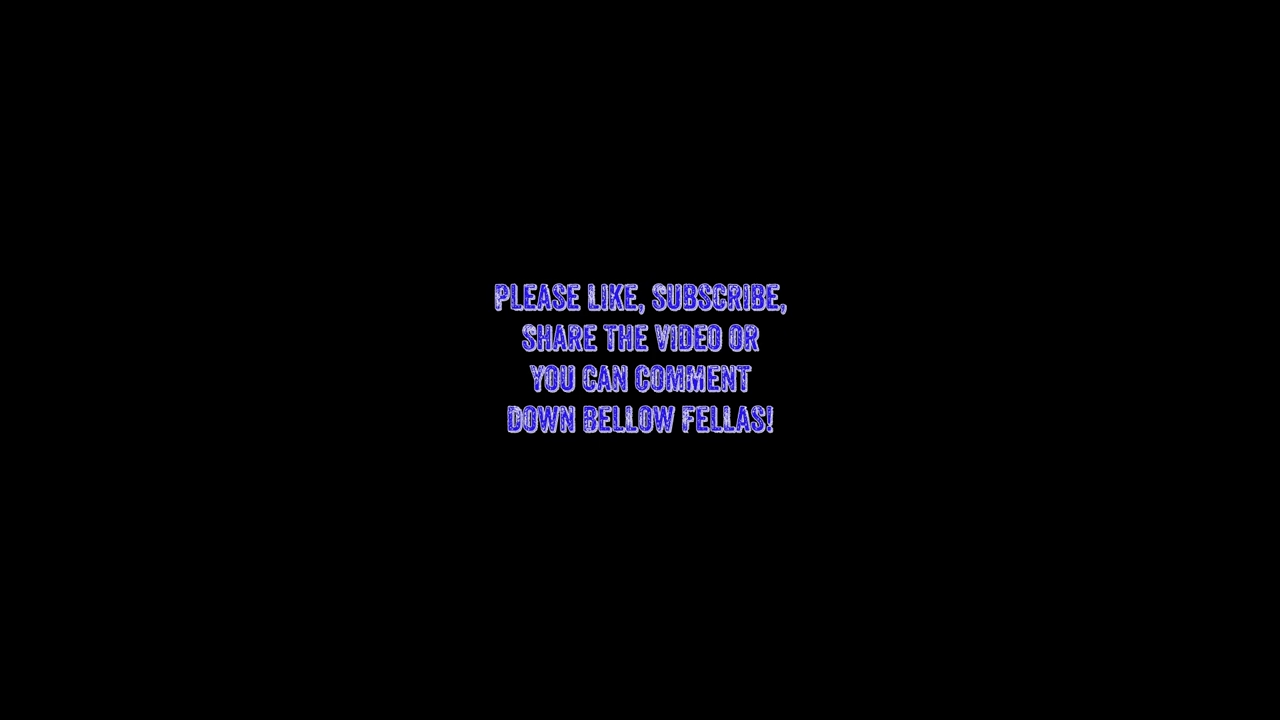 PLEASE LIKE, SUBSCRIBE,
SHARE THE VIDEO OR
YOU CAN COMMENT
DOWN BELLOW FELLAS!